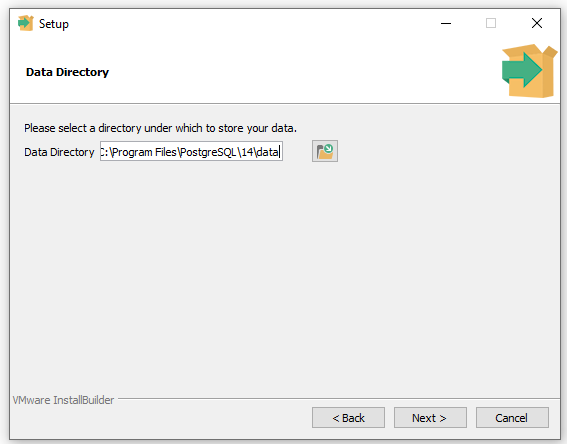 Setup
Data Directory
Please select a directory under which to store your data.
Data Directory C:\Program Files\PostgreSQL\14\data
VMware InstallBuilder
< Back Next > Cancel